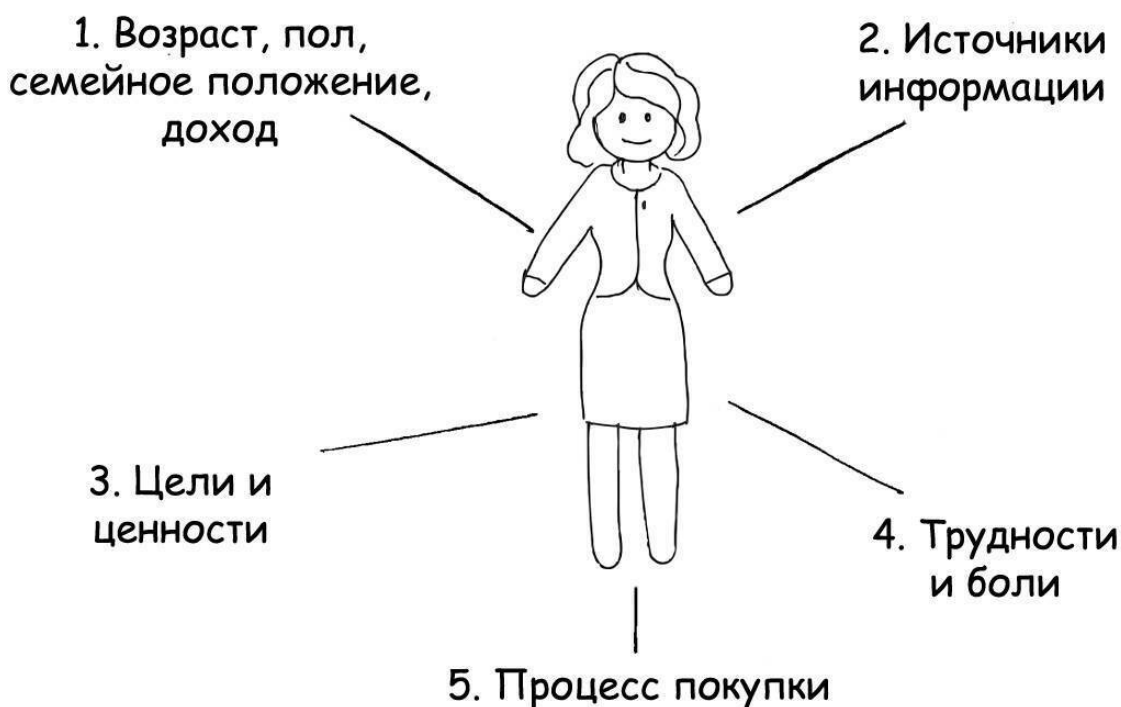 1. Возраст, пол,
семейное положение,
доход
2. Источники
информации
3. Цели и
ценности
4. Трудности
и боли
5. Процесс покупки